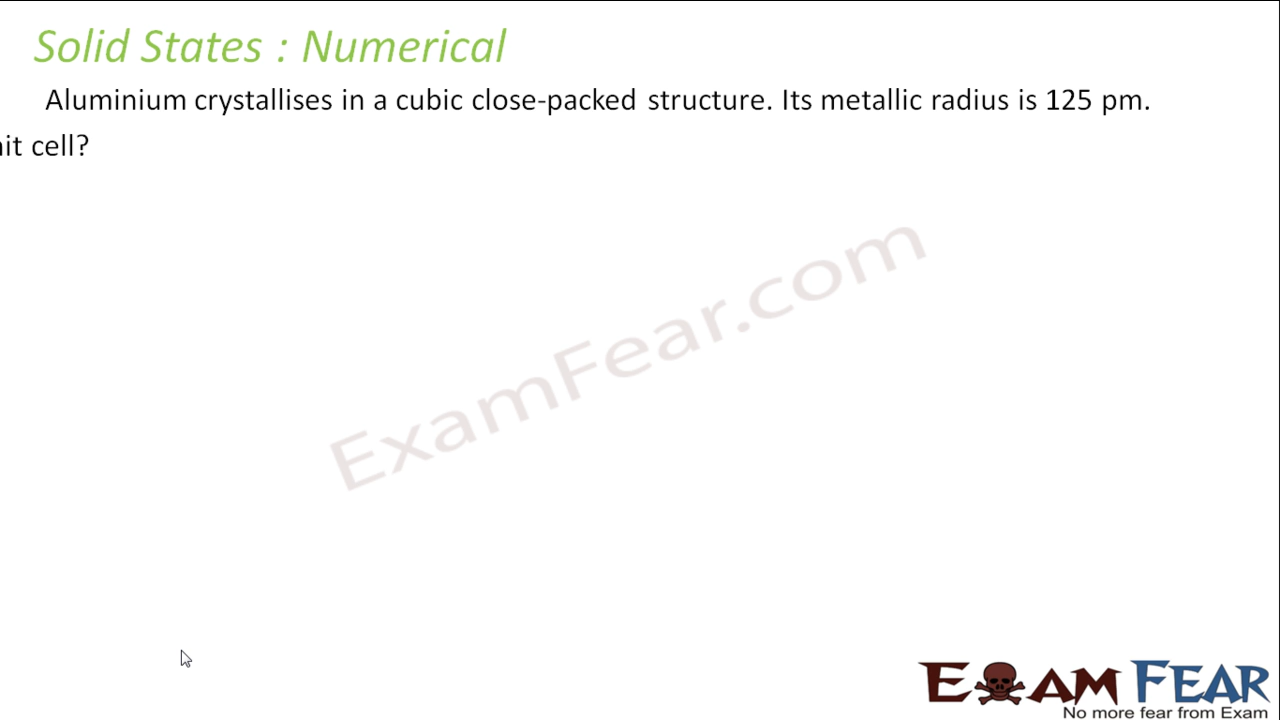 Solid States : Numerical
Aluminium crystallises in a cubic close-packed structure. Its metallic radius is 125 pm.
cell?
ExamFear.com
EXAM FEAR
No more fear from Exam